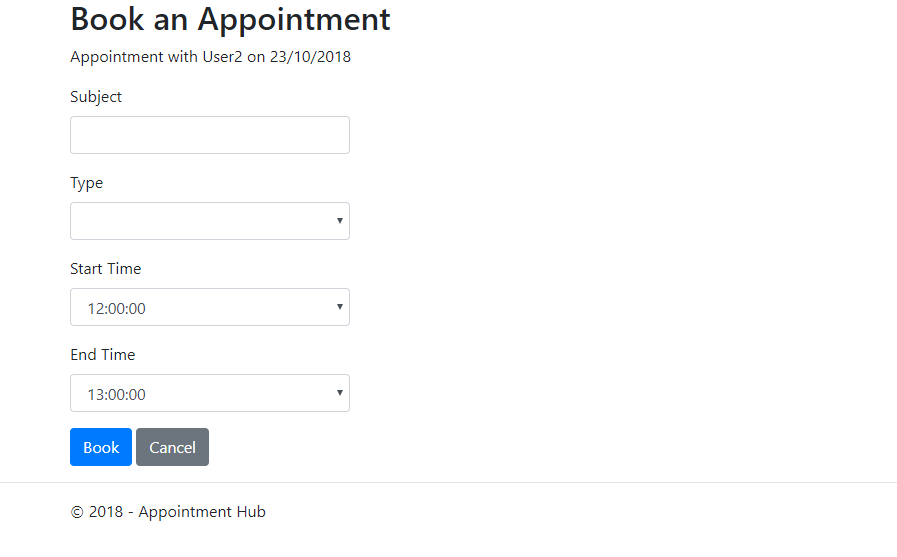 Book an Appointment
Appointment with User2 on 23/10/2018
Subject
Type
Start Time
12:00:00
End Time
13:00:00
Book Cancel
© 2018 - Appointment Hub